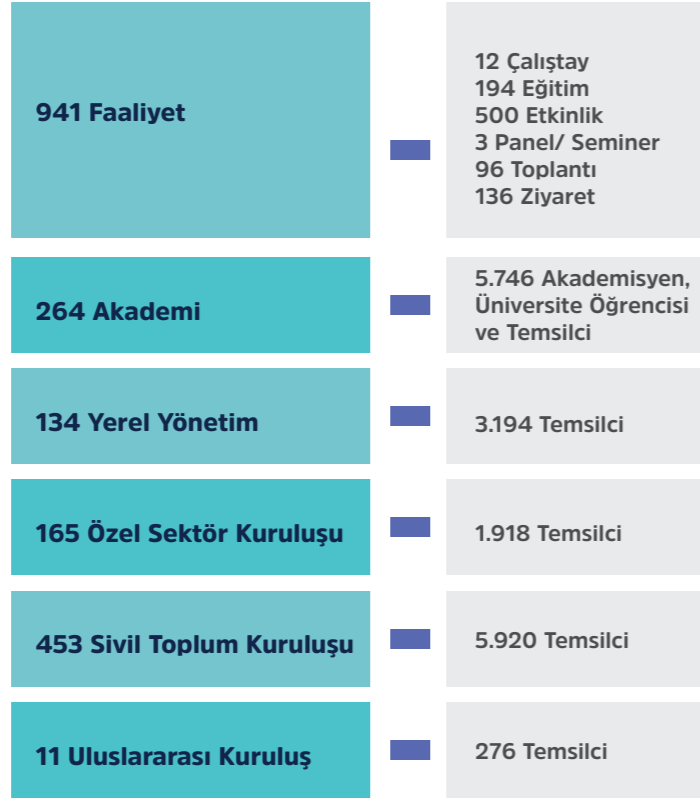 941 Faaliyet
12 Çalıştay
194 Eğitim
500 Etkinlik
3 Panel/ Seminer
96 Toplantı
136 Ziyaret
264 Akademi
5.746 Akademisyen,
Üniversite Öğrencisi
ve Temsilci
134 Yerel Yönetim
3.194 Temsilci
165 Özel Sektör Kuruluşu
1.918 Temsilci
453 Sivil Toplum Kuruluşu
5.920 Temsilci
11 Uluslararası Kuruluş
276 Temsilci